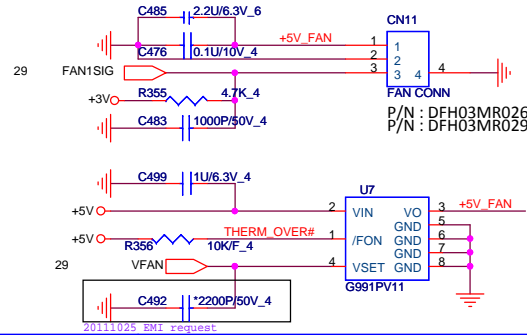 C485 2.2U/6.3V_6
CN11
+5V_FAN
1 1
C476 0.1U/10V_4
2 2
29 FAN1SIG
3 3 4 4
R355 4.7K_4
FAN CONN
+3V
P/N : DFH03MR026
C483 1000P/50V_4
P/N : DFH03MR029
C499 1U/6.3V_4
U7
+5V
2 VIN VO 3 +5V_FAN
GND 5
+5V
THERM_OVER#
1 /FON GND 6
R356 10K/F_4
GND 7
29 VFAN
4 VSET GND 8
G991PV11
C492 *2200P/50V_4
20111025 EMI request